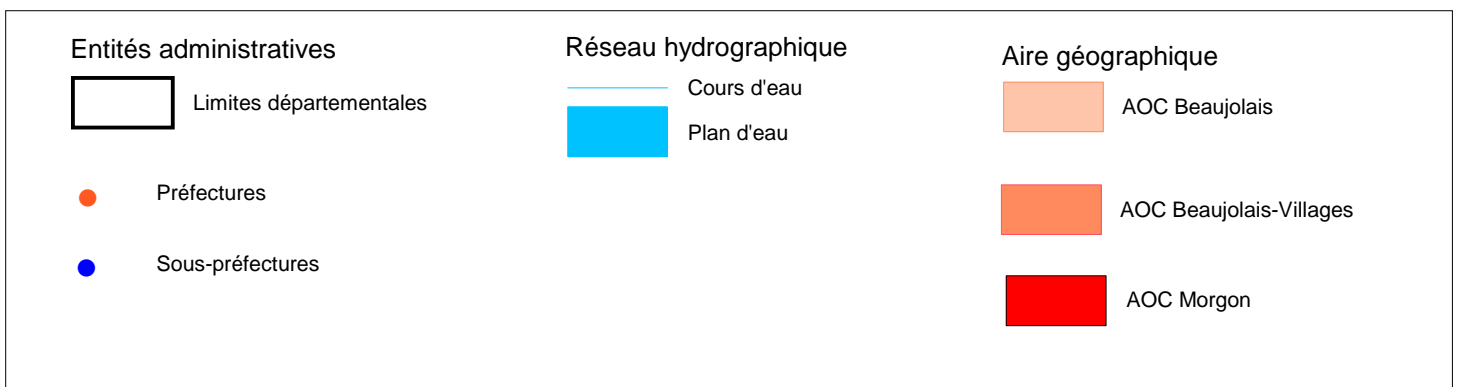 Entités administratives
Limites départementales
Préfectures
Sous-préfectures
Réseau hydrographique
Cours d'eau
Plan d'eau
Aire géographique
AOC Beaujolais
AOC Beaujolais-Villages
AOC Morgon